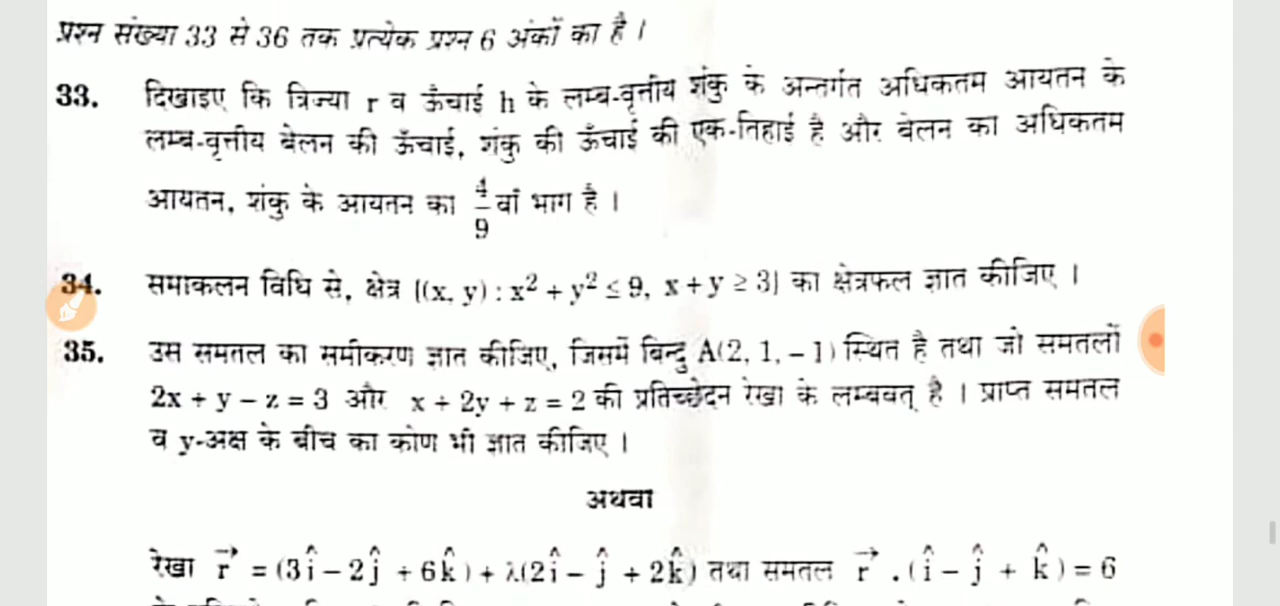 प्रश्न संख्या 33 से 36 तक प्रत्येक प्रश्न 6 अंकों का है ।
33. दिखाइए कि त्रिज्या r व ऊँचाई h के लम्ब-वृत्तीय शंकु के अन्तर्गत अधिकतम आयतन के
लम्ब-वृत्तीय बेलन की ऊँचाई, शंकु की ऊँचाई की एक-तिहाई है और बेलन का अधिकतम
आयतन, शंकु के आयतन का 4/9 वां भाग है ।
34. समाकलन विधि से, क्षेत्र {(x, y) : x² + y² ≤ 9, x + y ≥ 3} का क्षेत्रफल ज्ञात कीजिए ।
35. उस समतल का समीकरण ज्ञात कीजिए, जिसमें बिन्दु A(2, 1, – 1) स्थित है तथा जो समतलों
2x + y – z = 3 और x + 2y + z = 2 की प्रतिच्छेदन रेखा के लम्बवत् है । प्राप्त समतल
व y-अक्ष के बीच का कोण भी ज्ञात कीजिए ।
अथवा
रेखा r⃗ = (3î – 2ĵ + 6k̂) + λ(2î – ĵ + 2k̂) तथा समतल r⃗ . (î – ĵ + k̂) = 6